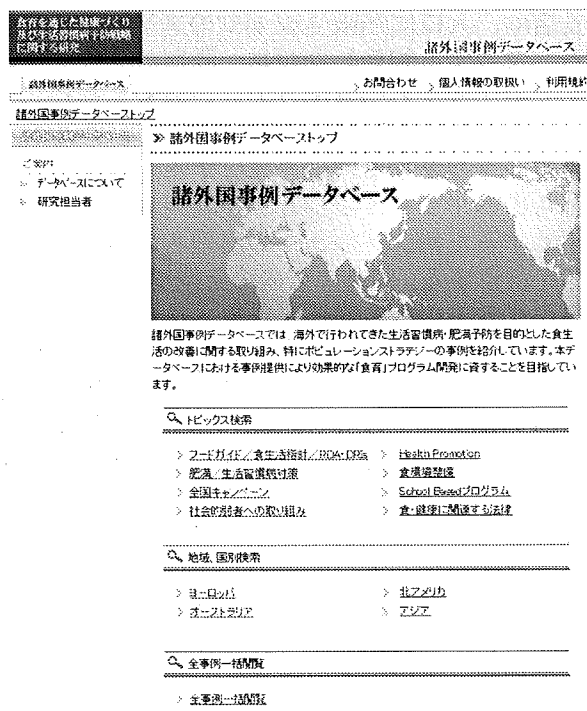 食育を通じた健康づくり
及び生活習慣病予防戦略
に関する研究
諸外国事例データベース
諸外国事例データベース
お問合わせ 個人情報の取扱い 利用規約
諸外国事例データベーストップ
諸外国事例データベーストップ
ご案内
データベースについて
研究担当者
諸外国事例データベース
諸外国事例データベースでは、海外で行われてきた生活習慣病・肥満予防を目的とした食生
活の改善に関する取り組み、特にポピュレーションストラテジーの事例を紹介しています。本デ
ータベースにおける事例提供により効果的な「食育」プログラム開発に資することを目指してい
ます。
トピックス検索
フードガイド/食生活指針/RDA・DRIs Health Promotion
肥満/生活習慣病対策 食環境整備
全国キャンペーン School Basedプログラム
社会的弱者への取り組み 食・健康に関連する法律
地域、国別検索
ヨーロッパ 北アメリカ
オーストラリア アジア
全事例一括閲覧
全事例一括閲覧